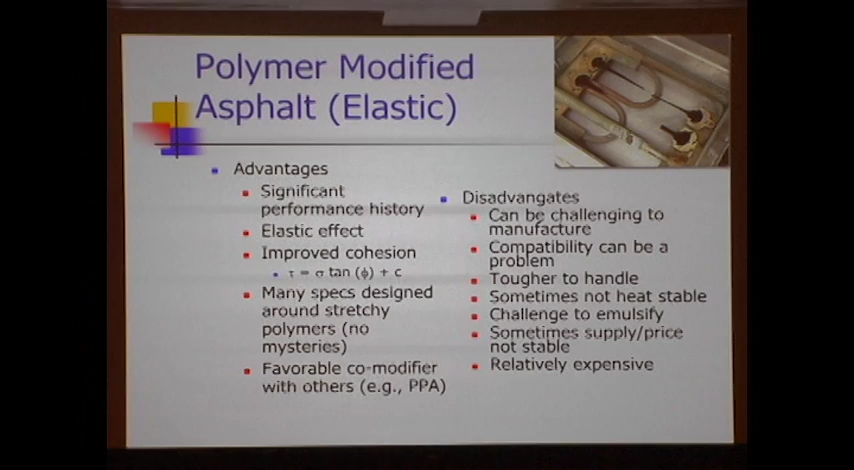 Polymer Modified
Asphalt (Elastic)
Advantages
Significant
performance history
Elastic effect
Improved cohesion
τ = σ tan (ϕ) + c
Many specs designed
around stretchy
polymers (no
mysteries)
Favorable co-modifier
with others (e.g., PPA)
Disadvangates
Can be challenging to
manufacture
Compatibility can be a
problem
Tougher to handle
Sometimes not heat stable
Challenge to emulsify
Sometimes supply/price
not stable
Relatively expensive